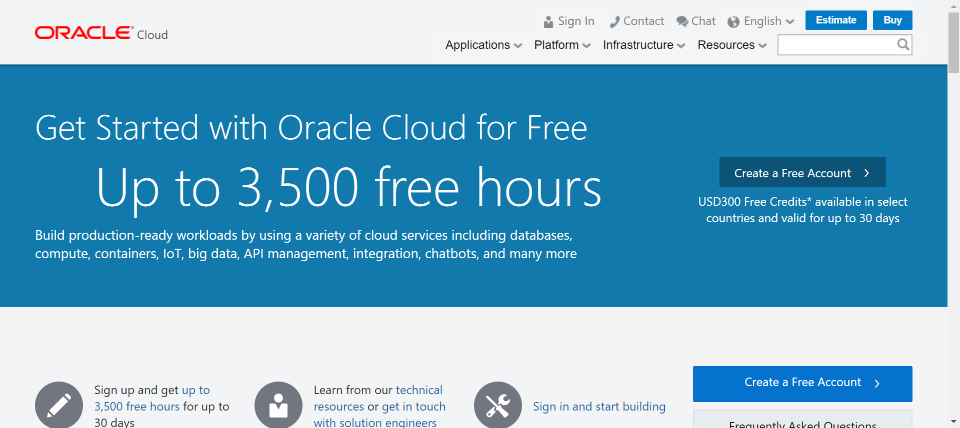 Sign In Contact Chat English Estimate Buy
ORACLE Cloud
Applications Platform Infrastructure Resources
Get Started with Oracle Cloud for Free
Up to 3,500 free hours
Build production-ready workloads by using a variety of cloud services including databases,
compute, containers, IoT, big data, API management, integration, chatbots, and many more
Create a Free Account
USD300 Free Credits* available in select
countries and valid for up to 30 days
Sign up and get up to
3,500 free hours for up to
30 days
Learn from our technical
resources or get in touch
with solution engineers
Sign in and start building
Create a Free Account
Frequently Asked Questions